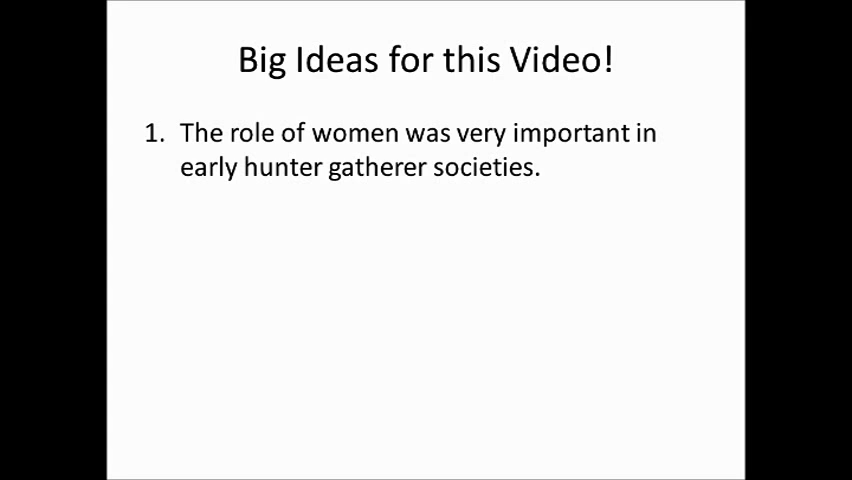 Big Ideas for this Video!
1. The role of women was very important in
early hunter gatherer societies.